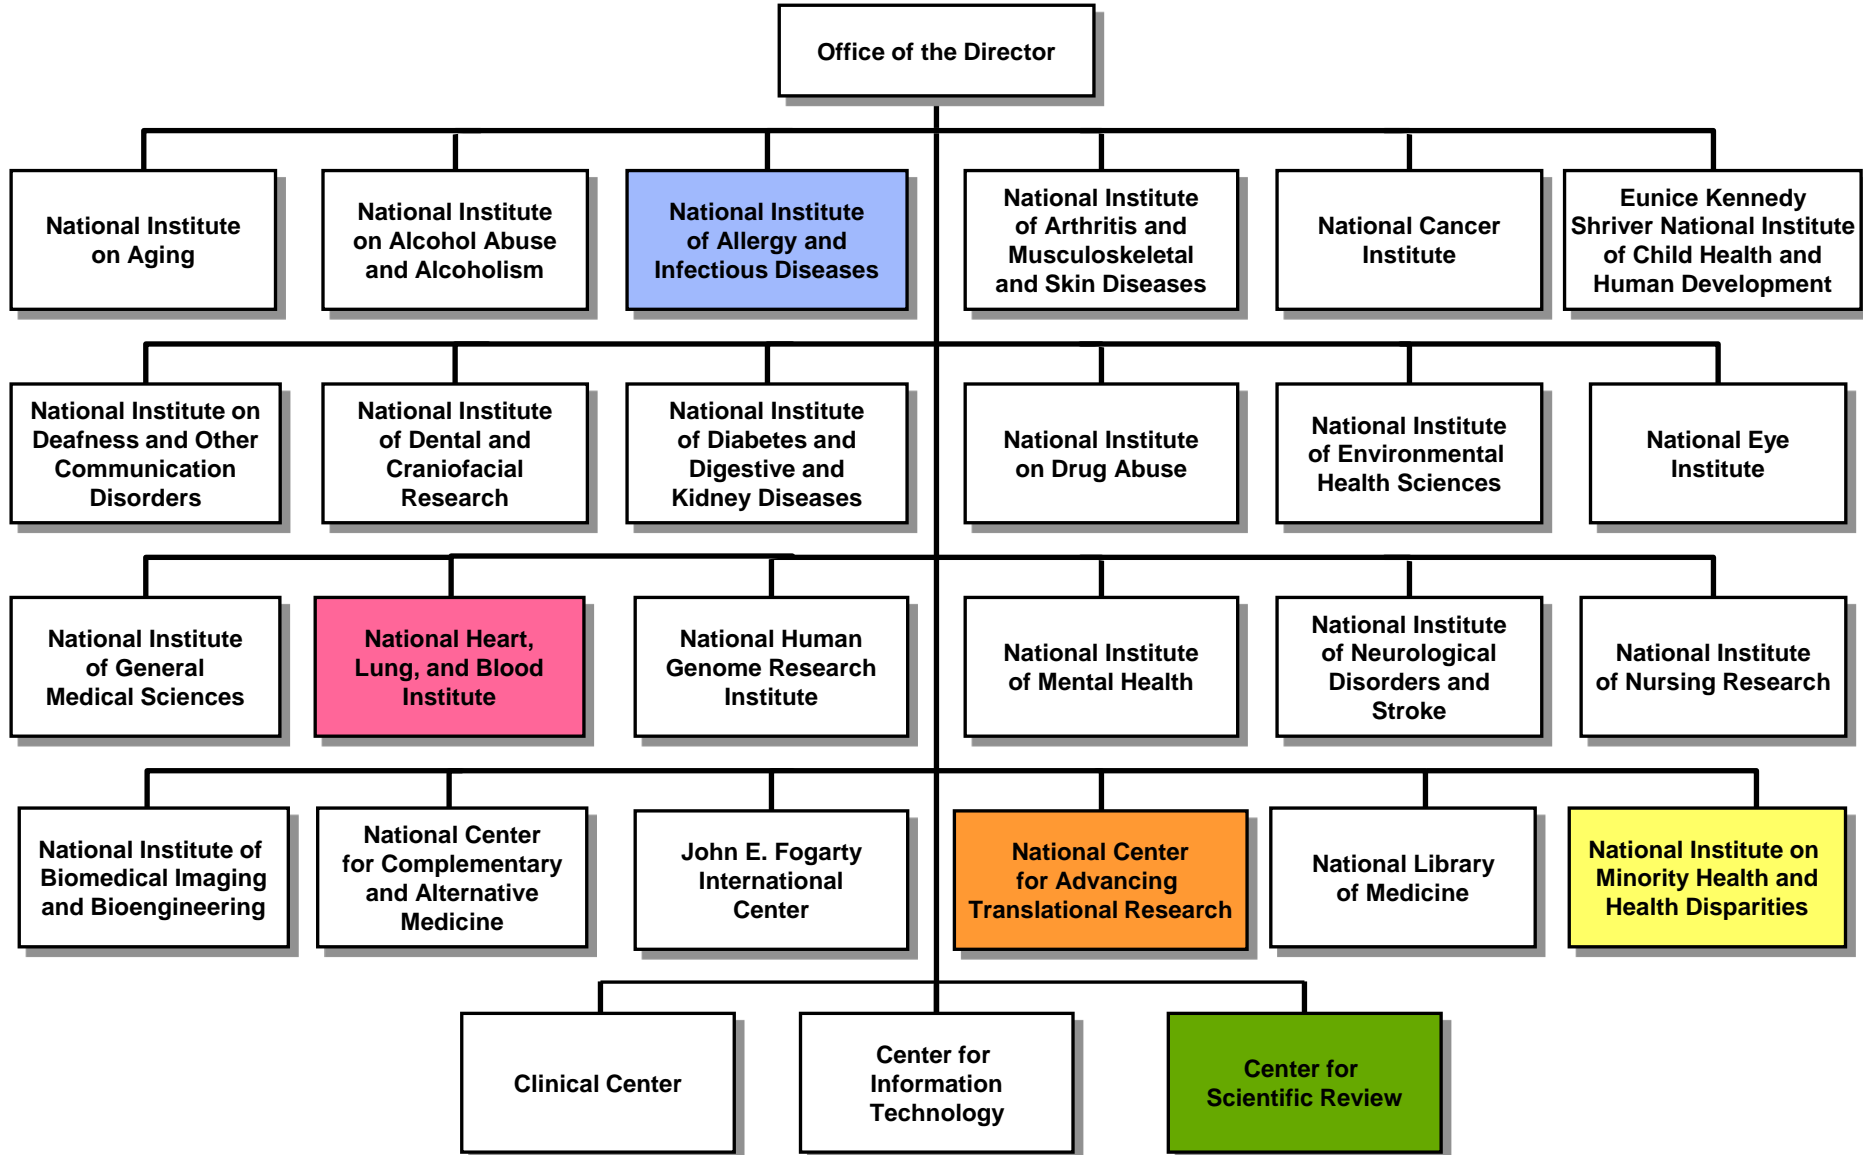 Office of the Director
National Institute
on Aging
National Institute
on Alcohol Abuse
and Alcoholism
National Institute
of Allergy and
Infectious Diseases
National Institute
of Arthritis and
Musculoskeletal
and Skin Diseases
National Cancer
Institute
Eunice Kennedy
Shriver National Institute
of Child Health and
Human Development
National Institute on
Deafness and Other
Communication
Disorders
National Institute
of Dental and
Craniofacial
Research
National Institute
of Diabetes and
Digestive and
Kidney Diseases
National Institute
on Drug Abuse
National Institute
of Environmental
Health Sciences
National Eye
Institute
National Institute
of General
Medical Sciences
National Heart,
Lung, and Blood
Institute
National Human
Genome Research
Institute
National Institute
of Mental Health
National Institute
of Neurological
Disorders and
Stroke
National Institute
of Nursing Research
National Institute of
Biomedical Imaging
and Bioengineering
National Center
for Complementary
and Alternative
Medicine
John E. Fogarty
International
Center
National Center
for Advancing
Translational Research
National Library
of Medicine
National Institute on
Minority Health and
Health Disparities
Clinical Center
Center for
Information
Technology
Center for
Scientific Review